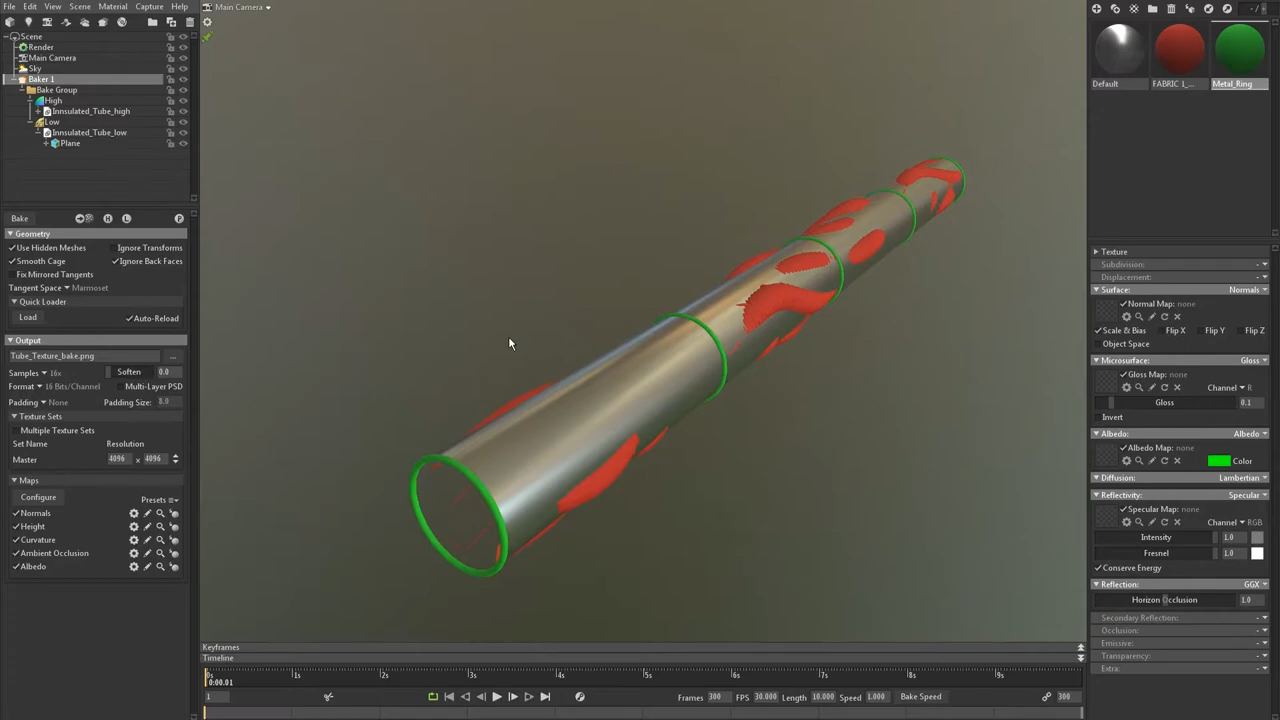 File Edit View Scene Material Capture Help
Main Camera
- / -
Scene
Render
Main Camera
Sky
Baker 1
Bake Group
High
Innsulated_Tube_high
Low
Innsulated_Tube_low
Plane
Default FABRIC 1_... Metal_Ring
Bake H L P
Geometry
Use Hidden Meshes Ignore Transforms
Smooth Cage Ignore Back Faces
Fix Mirrored Tangents
Tangent Space Marmoset
Quick Loader
Load Auto-Reload
Output
Tube_Texture_bake.png ...
Samples 16x Soften 0.0
Format 16 Bits/Channel Multi-Layer PSD
Padding None Padding Size: 8.0
Texture Sets
Multiple Texture Sets
Set Name Resolution
Master 4096 x 4096
Maps
Configure Presets
Normals
Height
Curvature
Ambient Occlusion
Albedo
Texture
Subdivision:
Displacement:
Surface: Normals
Normal Map: none
Scale & Bias Flip X Flip Y Flip Z
Object Space
Microsurface: Gloss
Gloss Map: none
Channel R
Gloss 0.1
Invert
Albedo: Albedo
Albedo Map: none
Color
Diffusion: Lambertian
Reflectivity: Specular
Specular Map: none
Channel RGB
Intensity 1.0
Fresnel 1.0
Conserve Energy
Reflection: GGX
Horizon Occlusion 1.0
Secondary Reflection:
Occlusion:
Emissive:
Transparency:
Extra:
Keyframes
Timeline
0s 1s 2s 3s 4s 5s 6s 7s 8s 9s
0:00.01
1 Frames 300 FPS 30.000 Length 10.000 Speed 1.000 Bake Speed 300